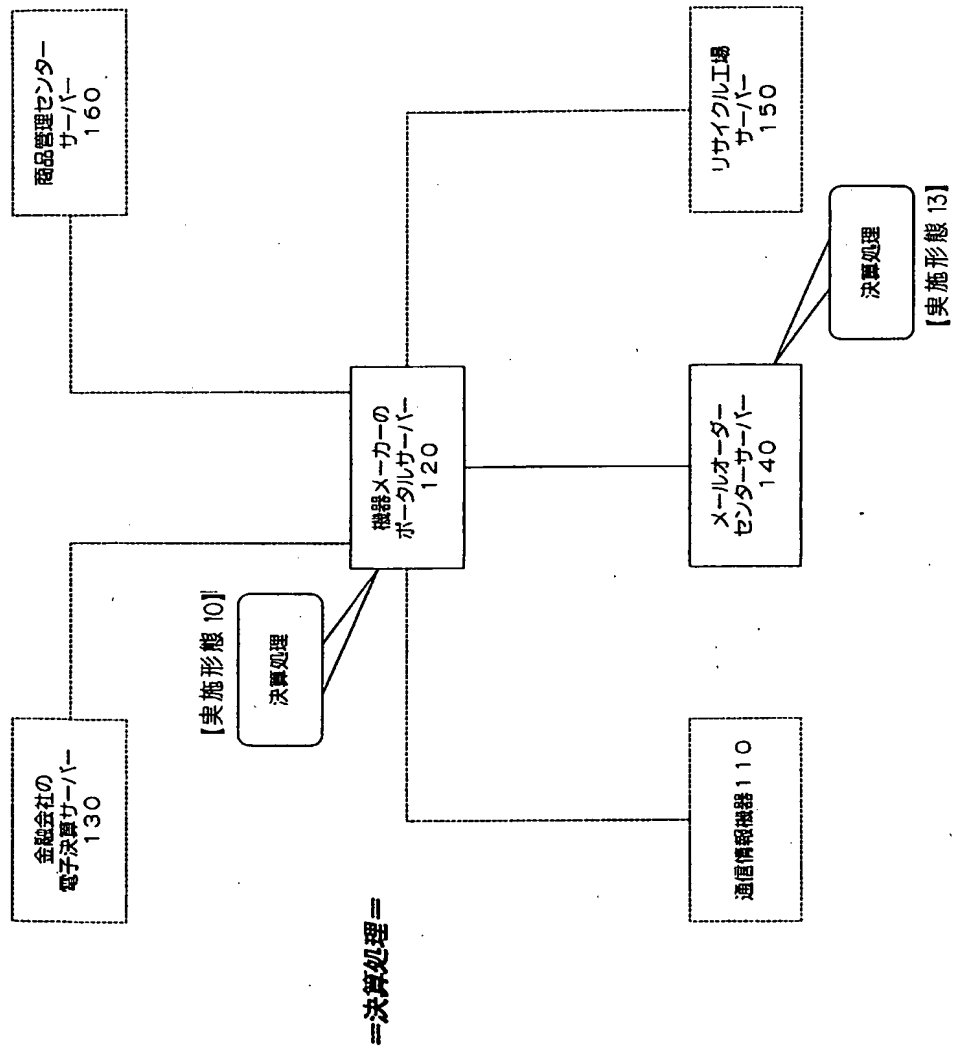 ＝決算処理＝
金融会社の
電子決算サーバー
130
商品管理センター
サーバー
160
【実施形態 10】
決算処理
機器メーカーの
ポータルサーバー
120
通信情報機器110
メールオーダー
センターサーバー
140
リサイクル工場
サーバー
150
決算処理
【実施形態 13】